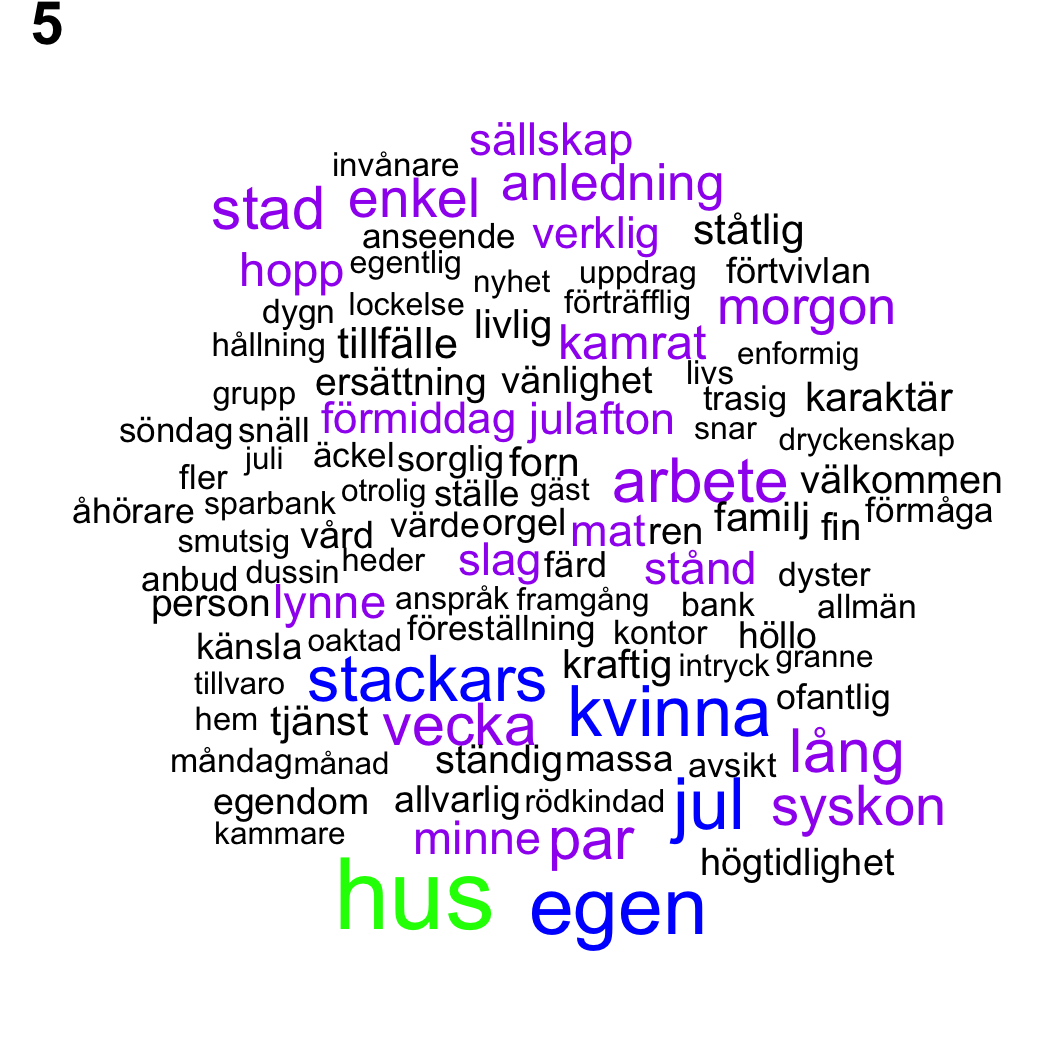 5
sällskap
invånare
anledning
stad enkel
anseende verklig ståtlig
hopp egentlig nyhet uppdrag förtvivlan
dygn lockelse livlig förträfflig morgon
hållning tillfälle kamrat enformig
grupp ersättning vänlighet livs trasig karaktär
söndag snäll förmiddag julafton snar dryckenskap
fler juli äckel sorglig forn arbete välkommen
åhörare sparbank otrolig ställe gäst förmåga
smutsig vård värde orgel mat ren familj fin
anbud dussin heder slag färd stånd dyster
person lynne anspråk framgång bank allmän
känsla oaktad föreställning kontor höllo
tillvaro stackars kraftig intryck granne
hem tjänst vecka kvinna ofantlig
måndag månad ständig massa avsikt lång
egendom allvarlig rödkindad jul syskon
kammare minne par högtidlighet
hus egen